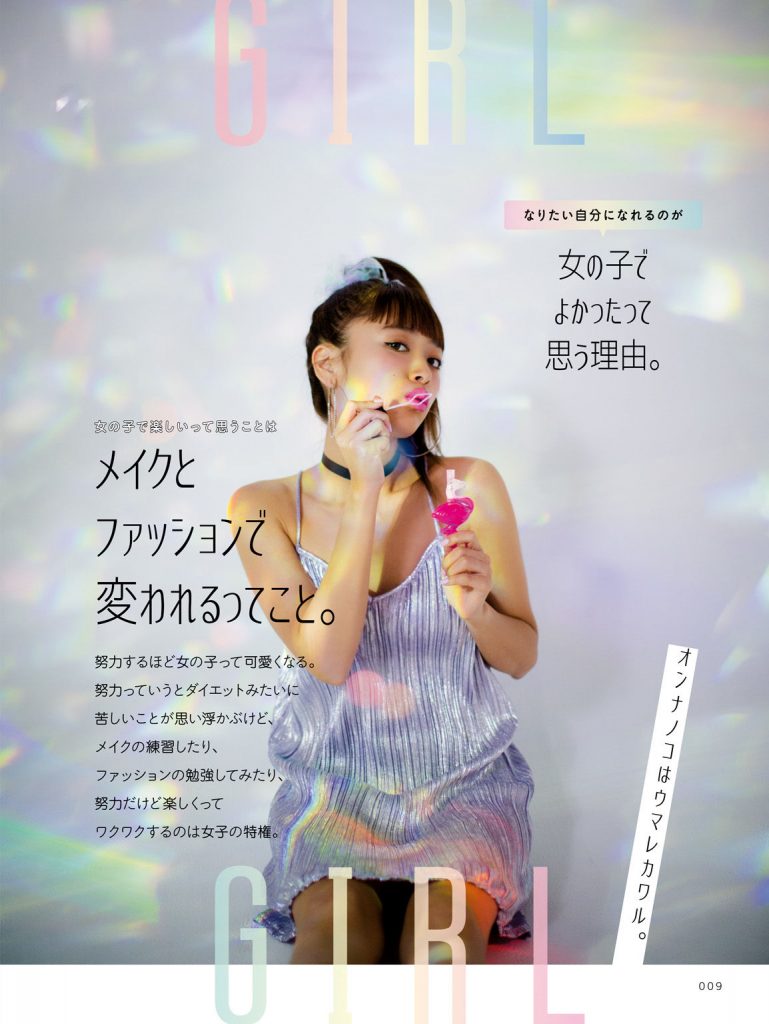 GIRL
なりたい自分になれるのが
女の子で
よかったって
思う理由。
女の子で楽しいって思うことは
メイクと
ファッションで
変われるってこと。
努力するほど女の子って可愛くなる。
努力っていうとダイエットみたいに
苦しいことが思い浮かぶけど、
メイクの練習したり、
ファッションの勉強してみたり、
努力だけど楽しくって
ワクワクするのは女子の特権。
オンナノコはウマレカワル。
GIRL
009